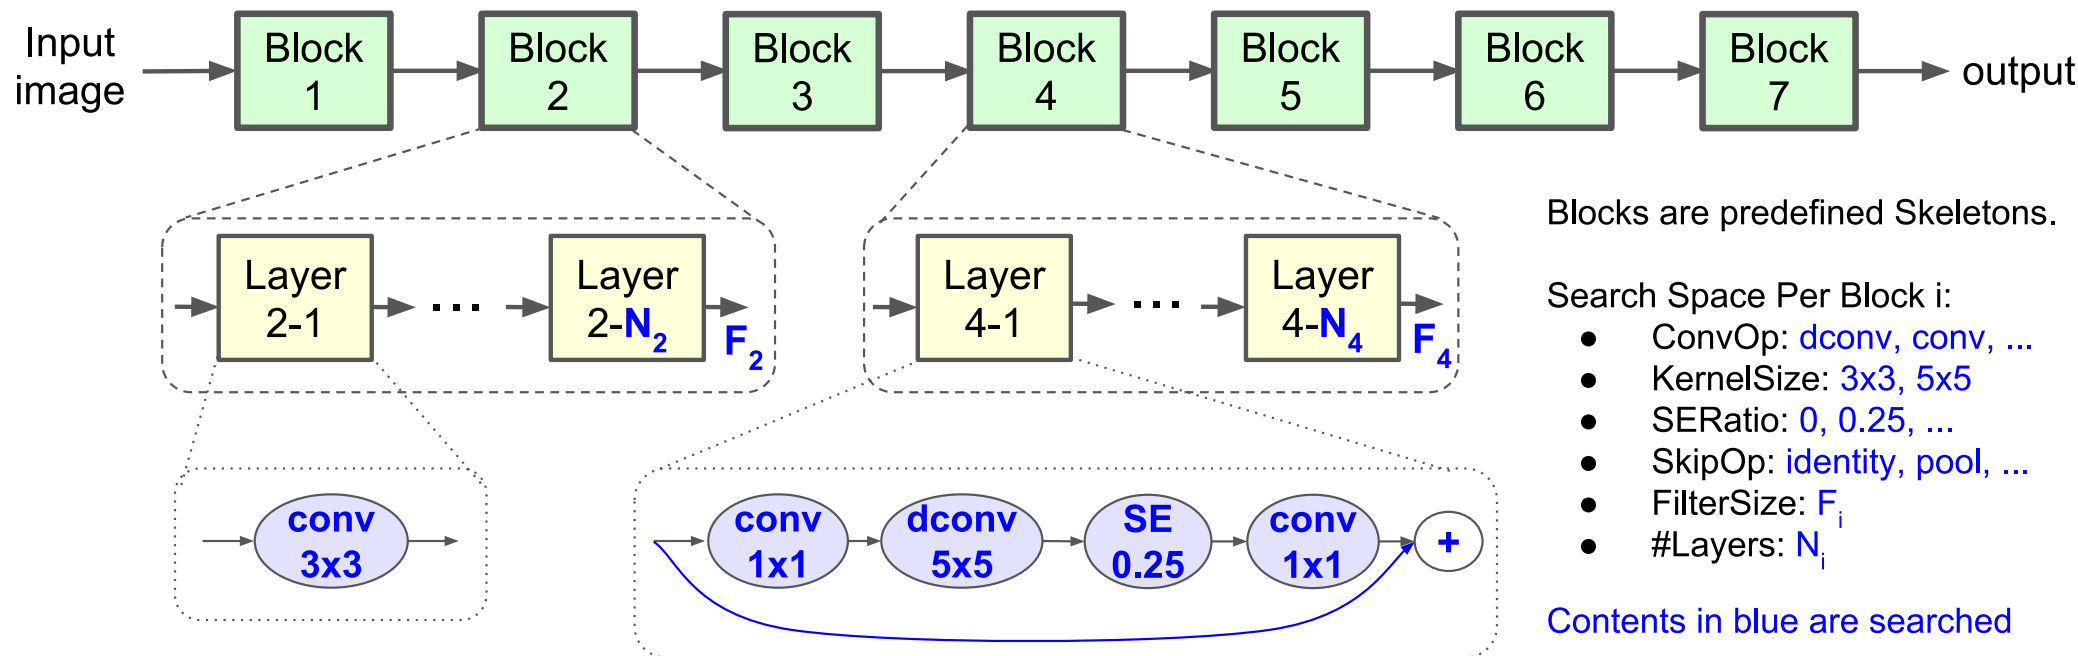 Input
image
Block
1
Block
2
Block
3
Block
4
Block
5
Block
6
Block
7
output
Layer
2-1
...
Layer
2-N2
F2
Layer
4-1
...
Layer
4-N4
F4
conv
3x3
conv
1x1
dconv
5x5
SE
0.25
conv
1x1
+
Blocks are predefined Skeletons.
Search Space Per Block i:
● ConvOp: dconv, conv, ...
● KernelSize: 3x3, 5x5
● SERatio: 0, 0.25, ...
● SkipOp: identity, pool, ...
● FilterSize: Fi
● #Layers: Ni
Contents in blue are searched